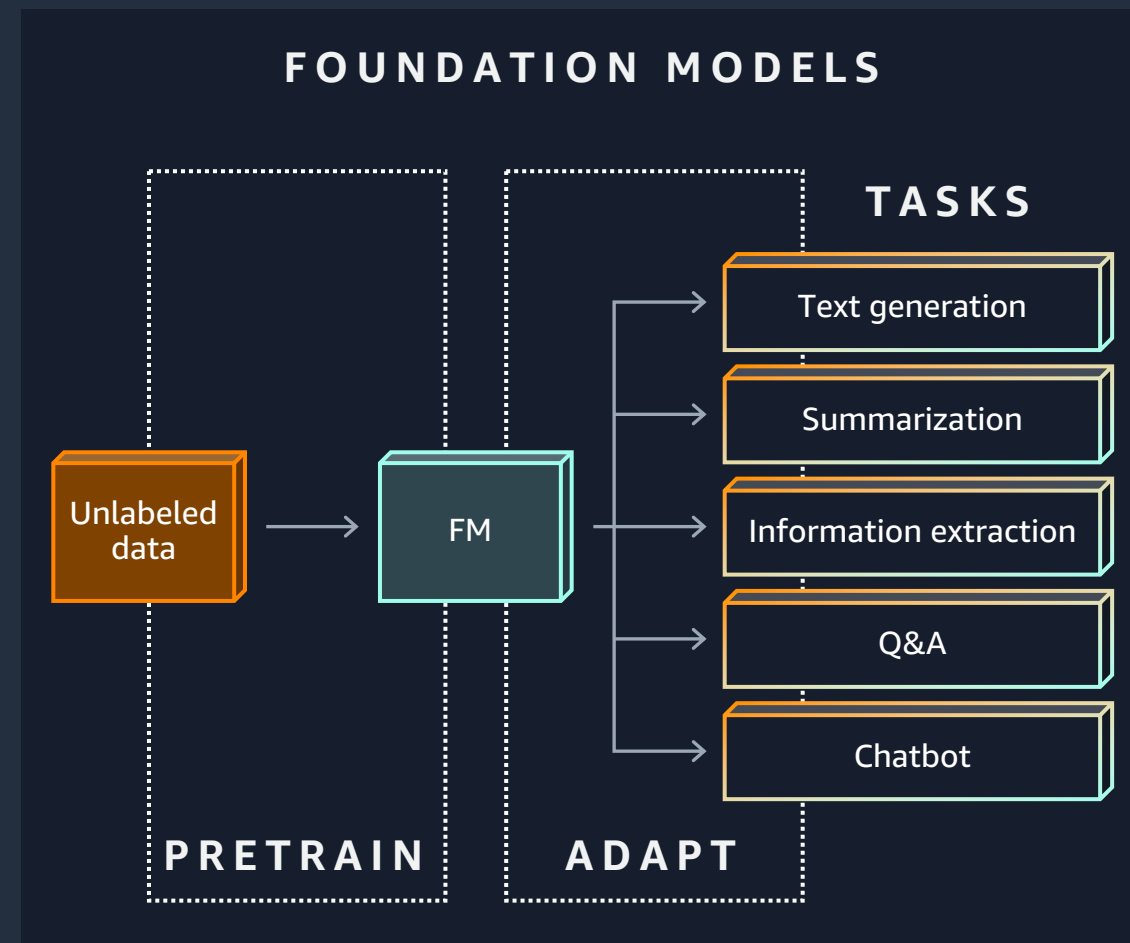 FOUNDATION MODELS
TASKS
Text generation
Summarization
Unlabeled
data
FM
Information extraction
Q&A
Chatbot
PRETRAIN
ADAPT